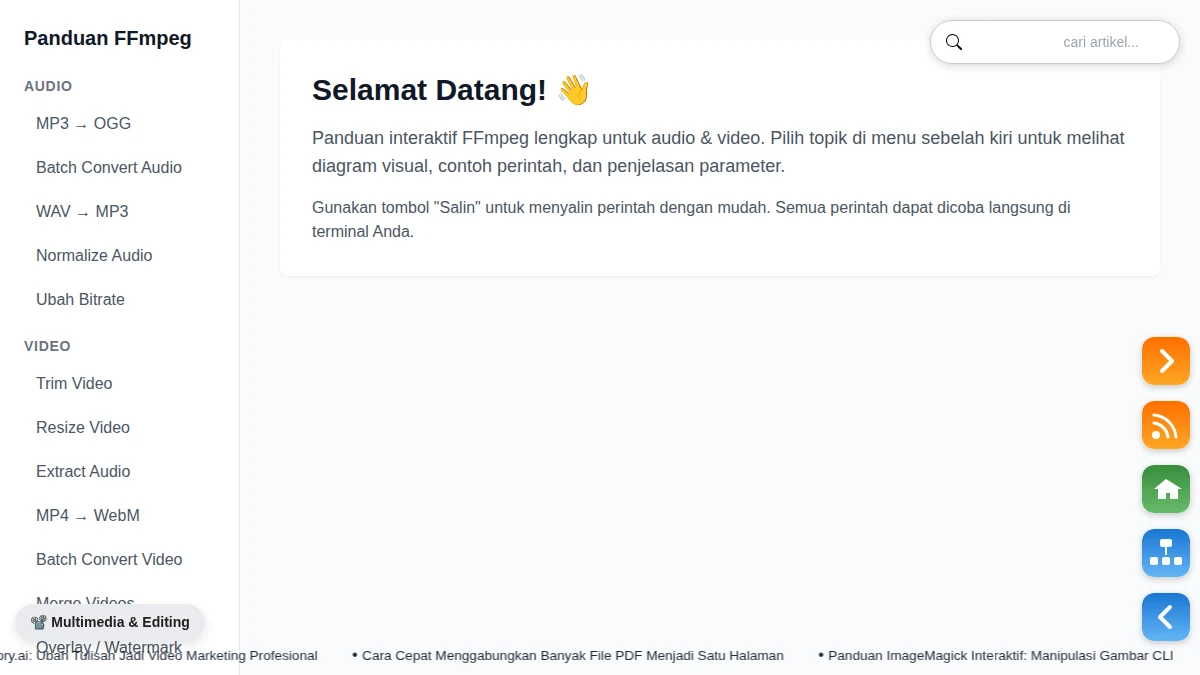 Panduan FFmpeg
AUDIO
MP3 → OGG
Batch Convert Audio
WAV → MP3
Normalize Audio
Ubah Bitrate
VIDEO
Trim Video
Resize Video
Extract Audio
MP4 → WebM
Batch Convert Video
Merge Videos
📽️ Multimedia & Editing
Overlay / Watermark
cari artikel...
Selamat Datang! 👋
Panduan interaktif FFmpeg lengkap untuk audio & video. Pilih topik di menu sebelah kiri untuk melihat
diagram visual, contoh perintah, dan penjelasan parameter.
Gunakan tombol "Salin" untuk menyalin perintah dengan mudah. Semua perintah dapat dicoba langsung di
terminal Anda.
ory.ai: Ubah Tulisan Jadi Video Marketing Profesional • Cara Cepat Menggabungkan Banyak File PDF Menjadi Satu Halaman • Panduan ImageMagick Interaktif: Manipulasi Gambar CLI